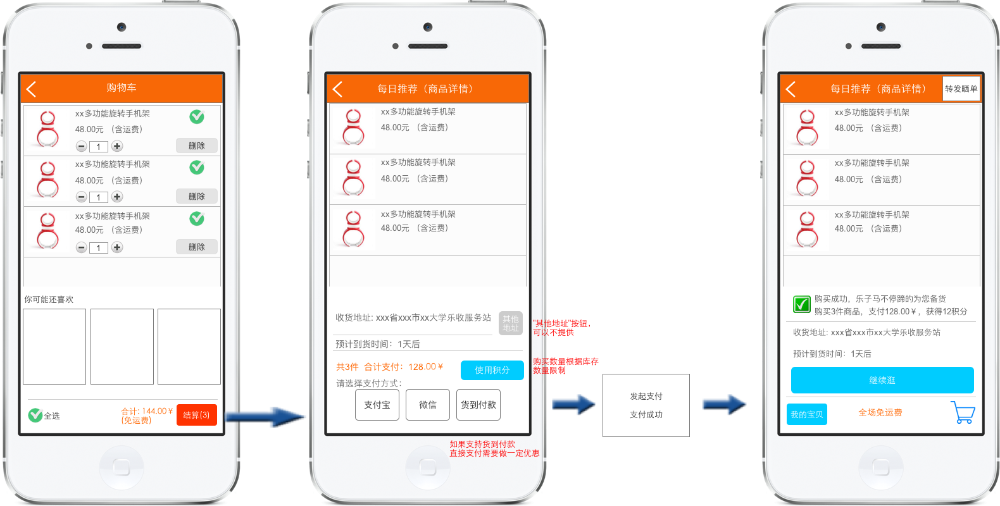 购物车
xx多功能旋转手机架
48.00元 （含运费）
1
删除
xx多功能旋转手机架
48.00元 （含运费）
1
删除
xx多功能旋转手机架
48.00元 （含运费）
1
删除
你可能还喜欢
全选
合计: 144.00￥
(免运费)
结算(3)
每日推荐（商品详情）
xx多功能旋转手机架
48.00元 （含运费）
xx多功能旋转手机架
48.00元 （含运费）
xx多功能旋转手机架
48.00元 （含运费）
收货地址: xxx省xxx市xx大学乐收服务站
其他
地址
预计到货时间：1天后
共3件 合计支付：128.00￥
使用积分
请选择支付方式：
支付宝
微信
货到付款
"其他地址"按钮，
可以不提供
购买数量根据库存
数量限制
如果支持货到付款
直接支付需要做一定优惠
发起支付
支付成功
每日推荐（商品详情）
转发晒单
xx多功能旋转手机架
48.00元 （含运费）
xx多功能旋转手机架
48.00元 （含运费）
xx多功能旋转手机架
48.00元 （含运费）
购买成功，乐子马不停蹄的为您备货
购买3件商品，支付128.00￥，获得12积分
收货地址: xxx省xxx市xx大学乐收服务站
预计到货时间：1天后
继续逛
我的宝贝
全场免运费